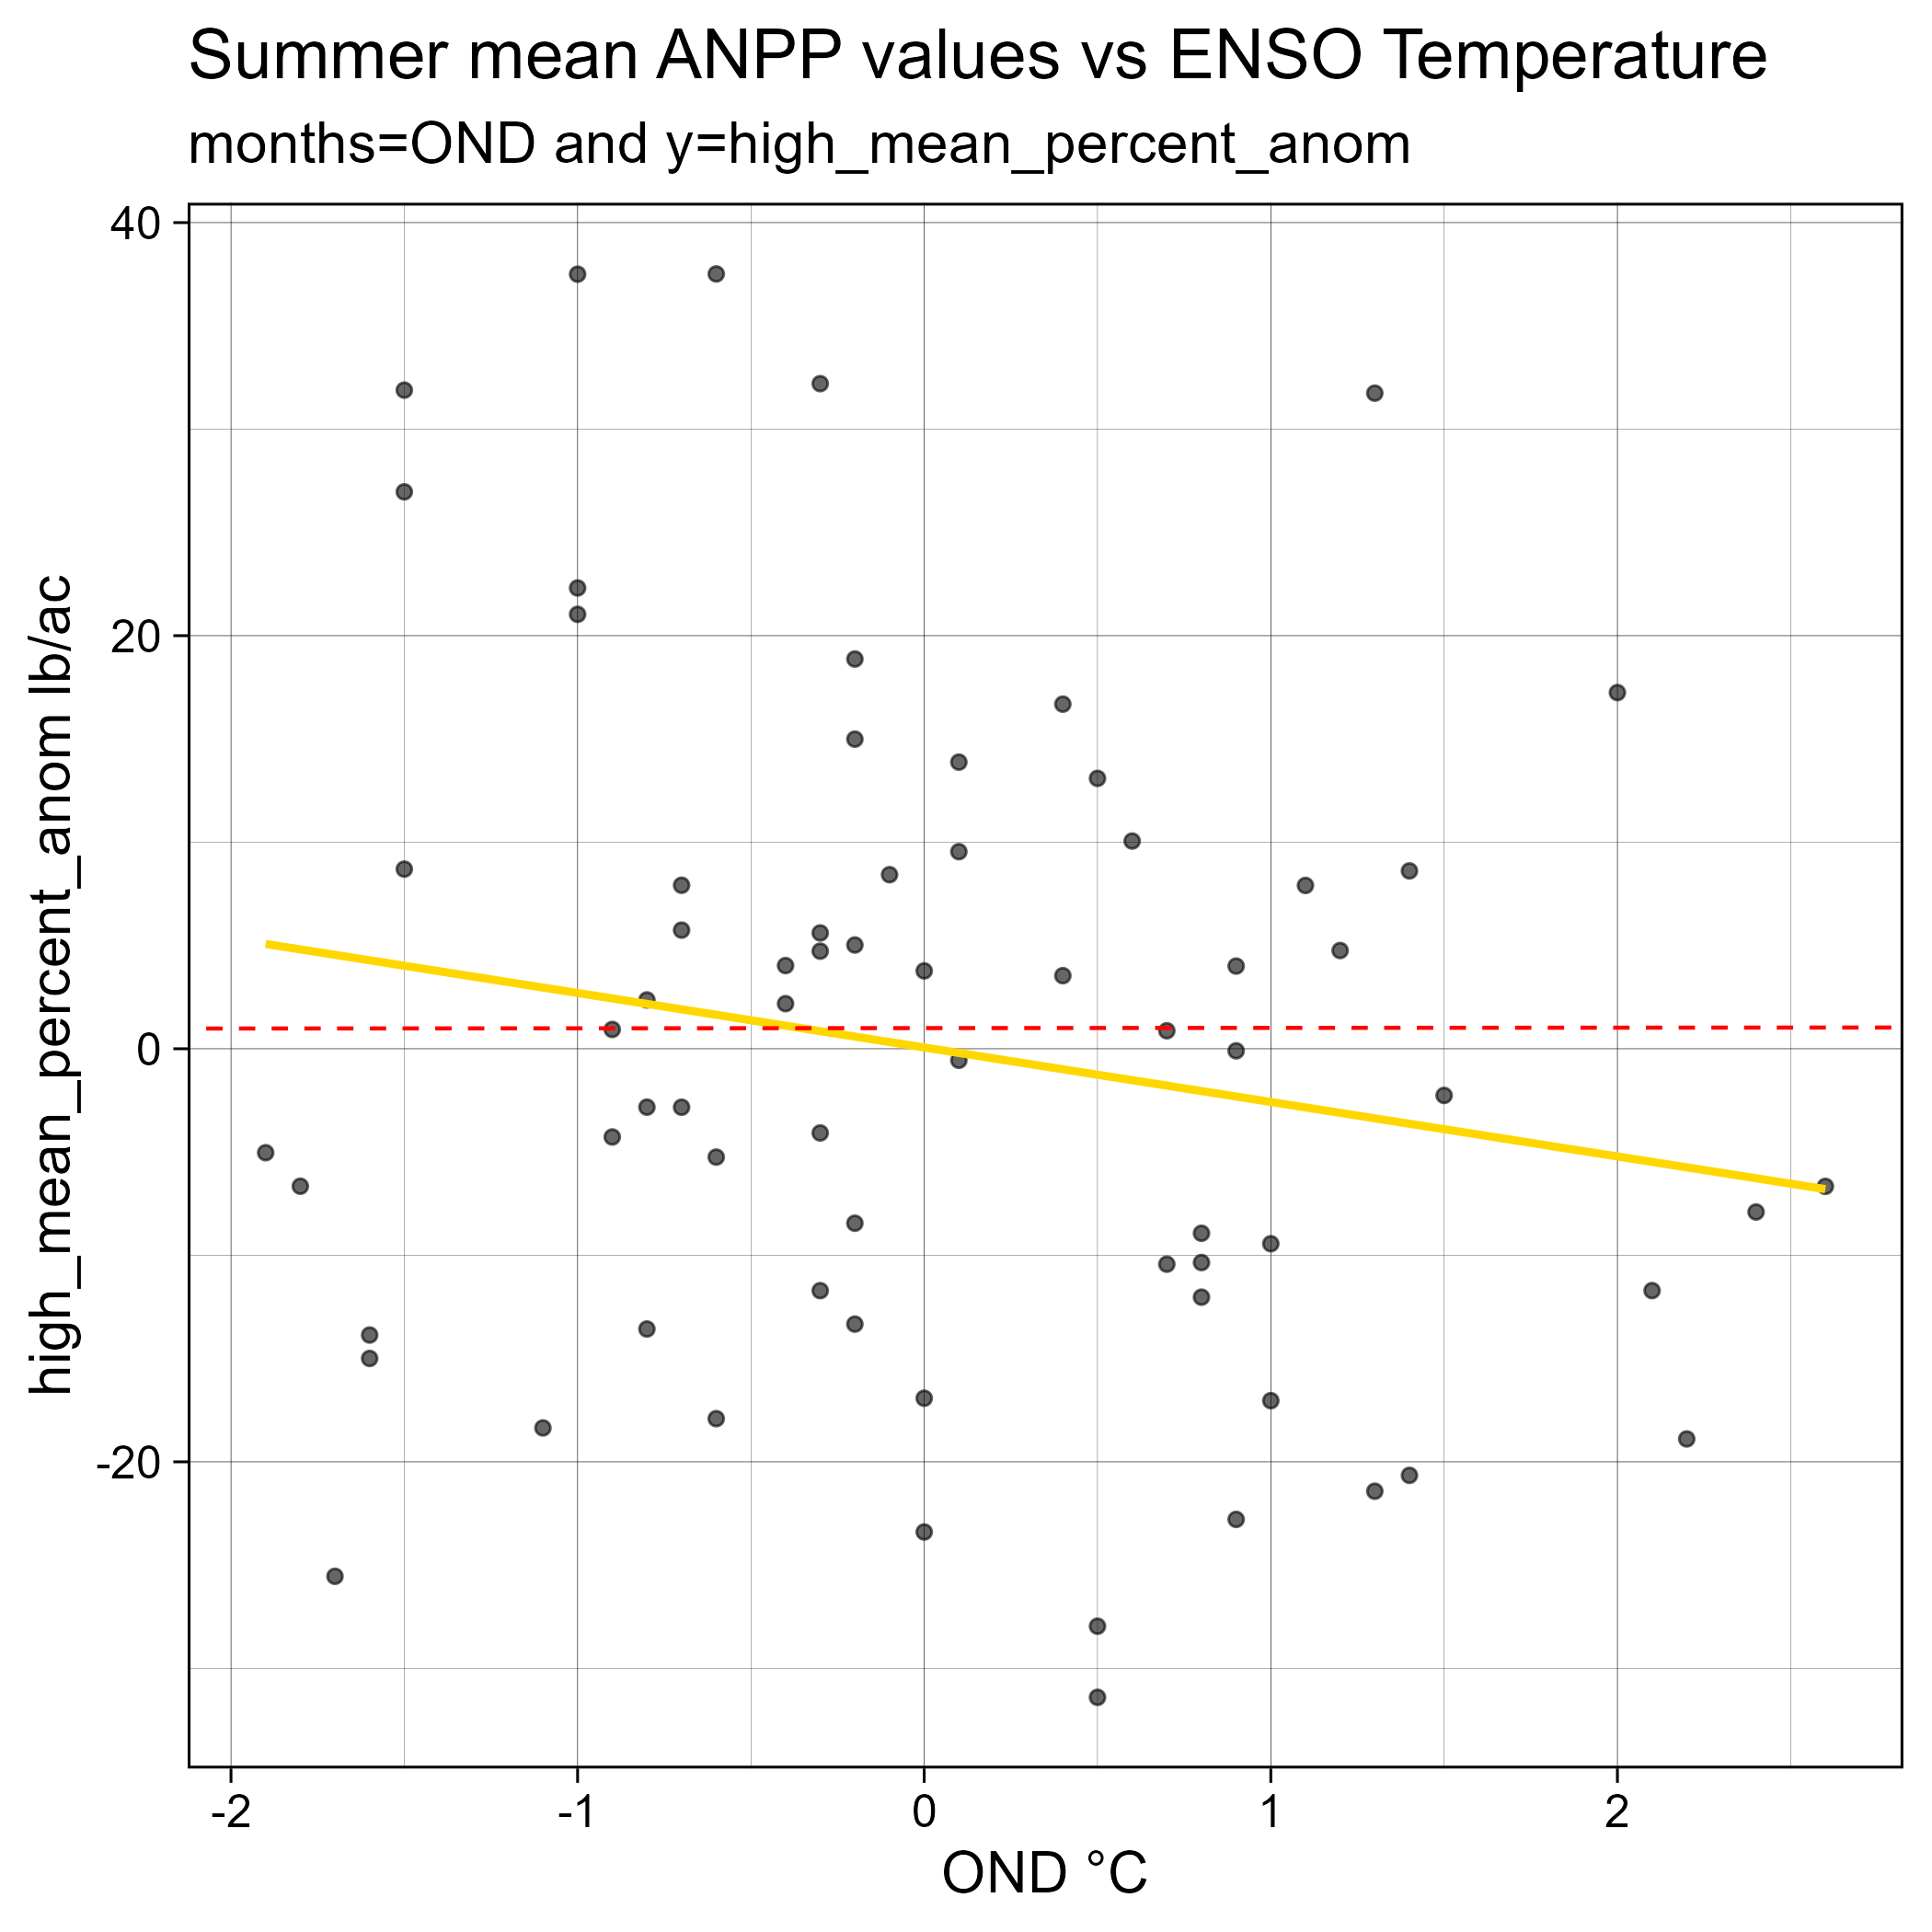 Summer mean ANPP values vs ENSO Temperature
months=OND and y=high_mean_percent_anom
high_mean_percent_anom lb/ac
40
20
0
-20
-2
-1
0
1
2
OND °C